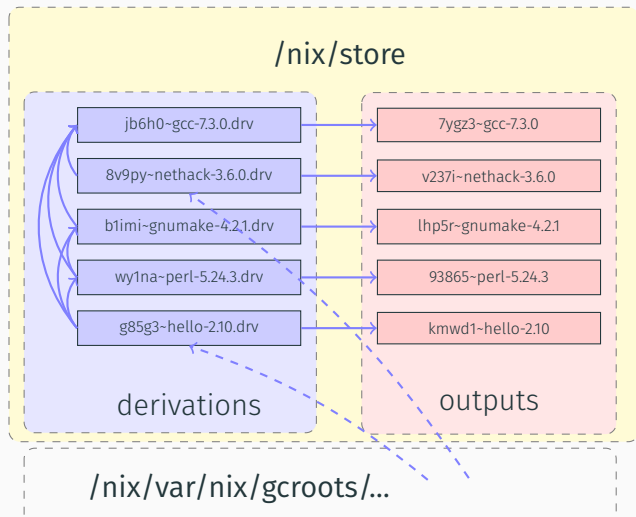 /nix/store
jb6h0~gcc-7.3.0.drv
7ygz3~gcc-7.3.0
8v9py~nethack-3.6.0.drv
v237i~nethack-3.6.0
b1imi~gnumake-4.2.1.drv
lhp5r~gnumake-4.2.1
wy1na~perl-5.24.3.drv
93865~perl-5.24.3
g85g3~hello-2.10.drv
kmwd1~hello-2.10
derivations
outputs
/nix/var/nix/gcroots/...